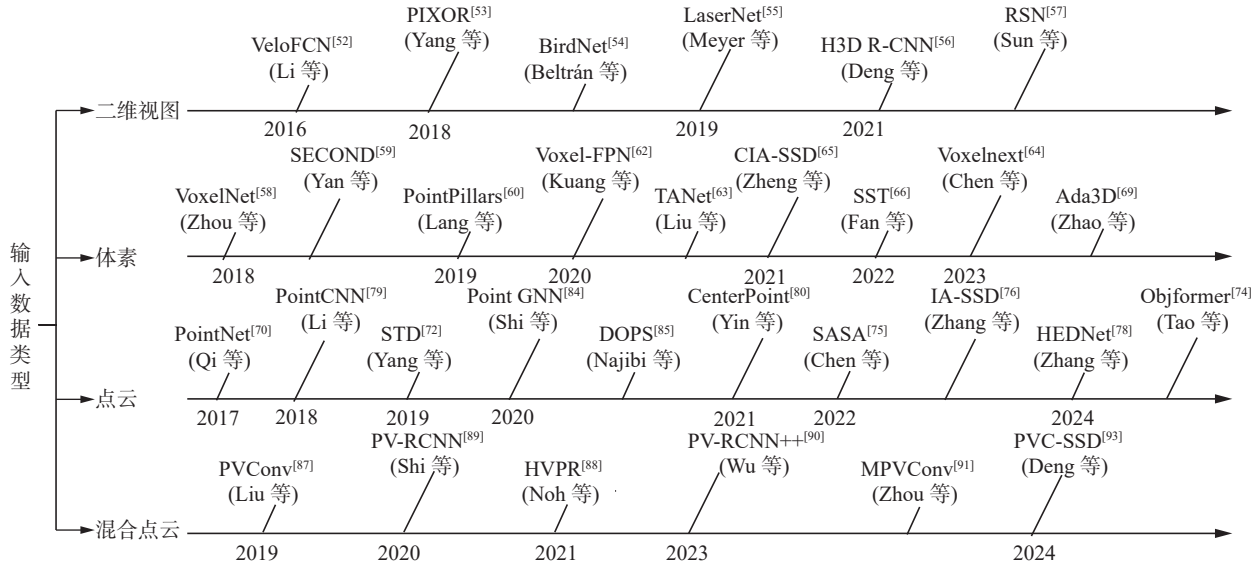 输入数据类型
二维视图
VeloFCN[52]
(Li 等)
PIXOR[53]
(Yang 等)
BirdNet[54]
(Beltrán 等)
LaserNet[55]
(Meyer 等)
H3D R-CNN[56]
(Deng 等)
RSN[57]
(Sun 等)
2016
2018
2019
2021
体素
VoxelNet[58]
(Zhou 等)
SECOND[59]
(Yan 等)
PointPillars[60]
(Lang 等)
Voxel-FPN[62]
(Kuang 等)
TANet[63]
(Liu 等)
CIA-SSD[65]
(Zheng 等)
SST[66]
(Fan 等)
Voxelnext[64]
(Chen 等)
Ada3D[69]
(Zhao 等)
2018
2019
2020
2021
2022
2023
点云
PointNet[70]
(Qi 等)
PointCNN[79]
(Li 等)
STD[72]
(Yang 等)
Point GNN[84]
(Shi 等)
DOPS[85]
(Najibi 等)
CenterPoint[80]
(Yin 等)
SASA[75]
(Chen 等)
IA-SSD[76]
(Zhang 等)
HEDNet[78]
(Zhang 等)
Objformer[74]
(Tao 等)
2017
2018
2019
2020
2021
2022
2024
混合点云
PVConv[87]
(Liu 等)
PV-RCNN[89]
(Shi 等)
HVPR[88]
(Noh 等)
PV-RCNN++[90]
(Wu 等)
MPVConv[91]
(Zhou 等)
PVC-SSD[93]
(Deng 等)
2019
2020
2021
2023
2024